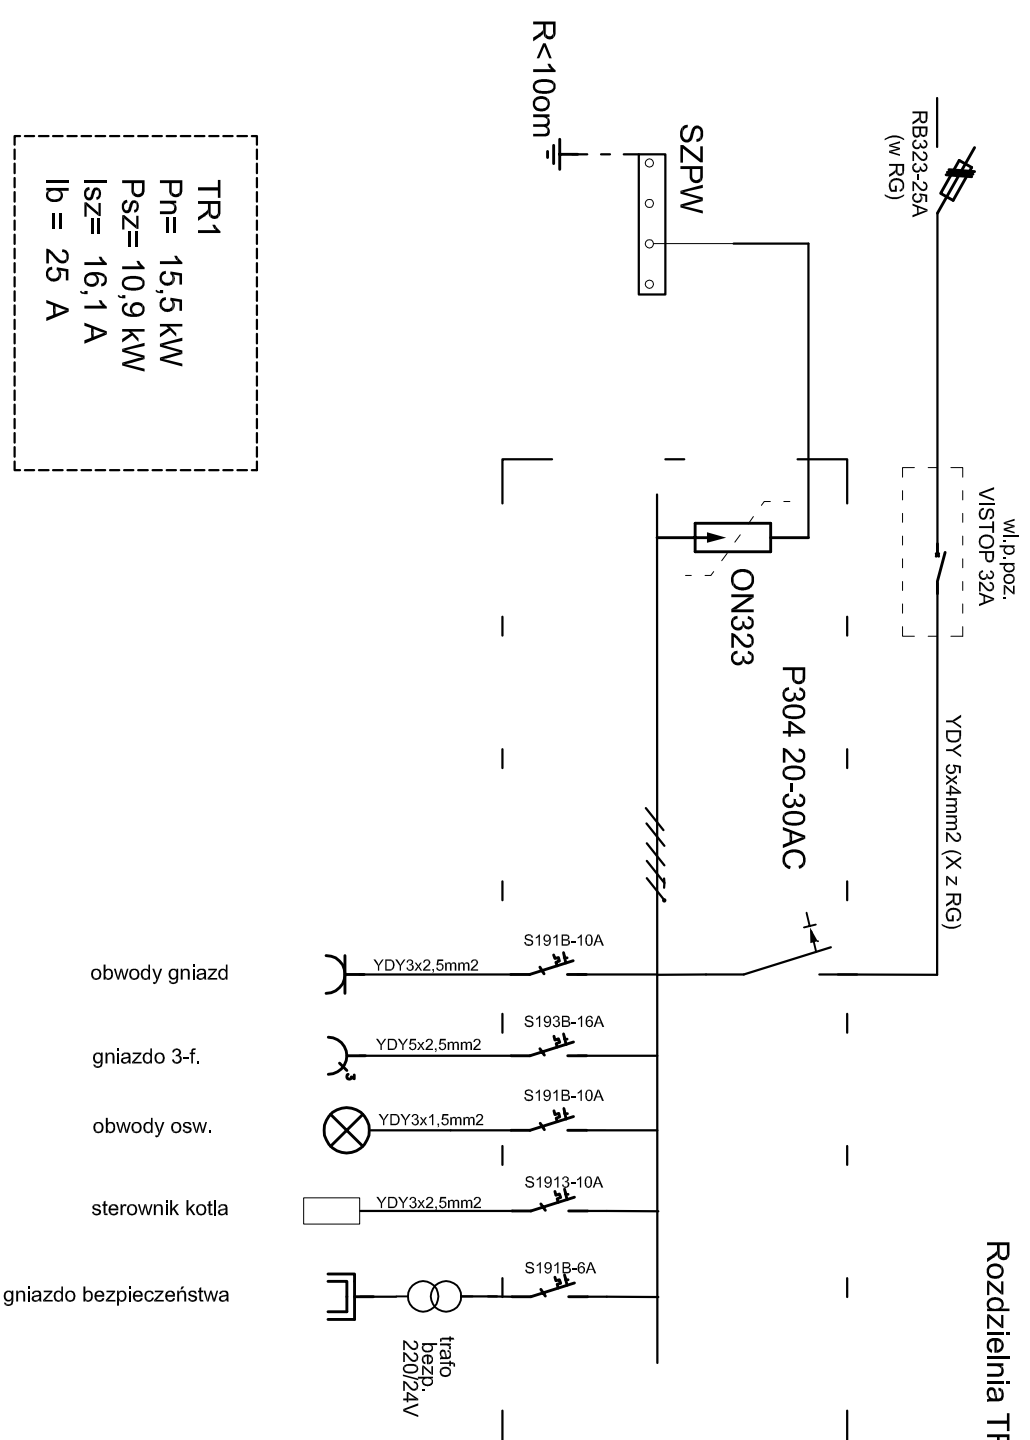 R<10om
SZPW
RB323-25A
(w RG)
TR1
Pn= 15,5 kW
Psz= 10,9 kW
Isz= 16,1 A
Ib = 25 A
wl.p.poz.
VISTOP 32A
ON323
P304 20-30AC
YDY 5x4mm2 (X z RG)
S191B-10A
obwody gniazd
YDY3x2,5mm2
S193B-16A
gniazdo 3-f.
YDY5x2,5mm2
3
S191B-10A
obwody osw.
YDY3x1,5mm2
S1913-10A
sterownik kotla
YDY3x2,5mm2
S191B-6A
gniazdo bezpieczeństwa
trafo
bezp.
220/24V
Rozdzielnia